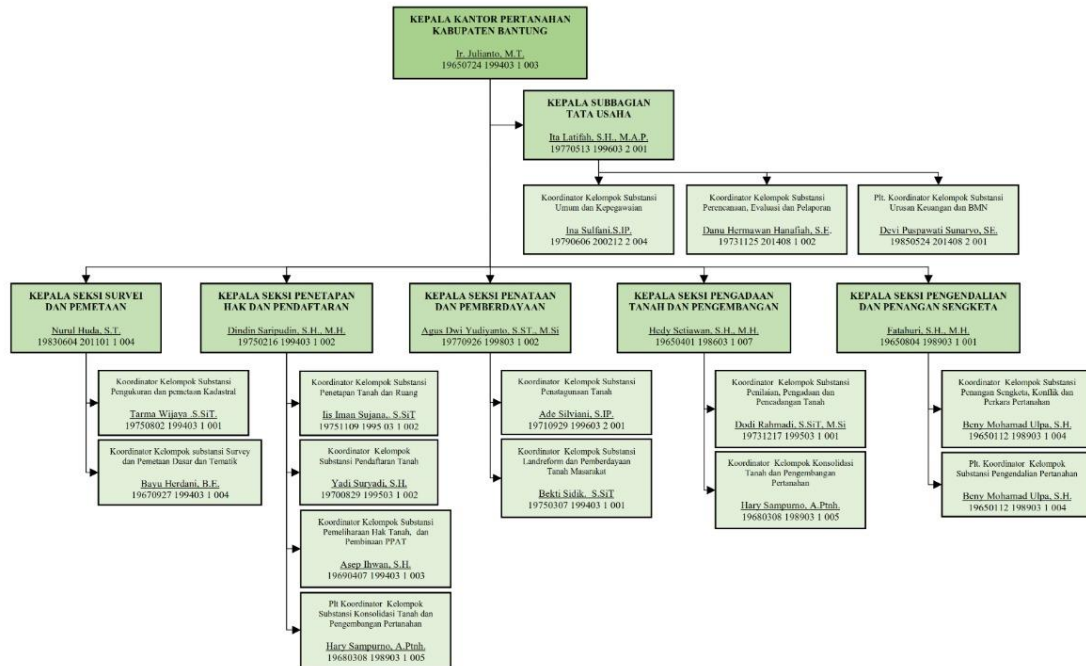 KEPALA KANTOR PERTANAHAN
KABUPATEN BANTUNG
Ir. Julianto, M.T.
19650724 199403 1 003
KEPALA SUBBAGIAN
TATA USAHA
Ita Latifah, S.H., M.A.P.
19770513 199603 2 001
Koordinator Kelompok Substansi
Umum dan Kepegawaian
Ina Sulfani,S.IP.
19790606 200212 2 004
Koordinator Kelompok Substansi
Perencanaan, Evaluasi dan Pelaporan
Danu Hermawan Hanafiah, S.E.
19731125 201408 1 002
Plt. Koordinator Kelompok Substansi
Urusan Keuangan dan BMN
Devi Puspawati Sunarvo, SE.
19850524 201408 2 001
KEPALA SEKSI SURVEI
DAN PEMETAAN
Nurul Huda, S.T.
19830604 201101 1 004
Koordinator Kelompok Substansi
Pengukuran dan pemetaan Kadastral
Tarma Wijaya .S.SiT.
19750802 199403 1 001
Koordinator Kelompok substansi Survey
dan Pemetaan Dasar dan Tematik
Bayu Herdani, B.E.
19670927 199403 1 004
KEPALA SEKSI PENETAPAN
HAK DAN PENDAFTARAN
Dindin Saripudin, S.H., M.H.
19750216 199403 1 002
Koordinator Kelompok Substansi
Penetapan Tanah dan Ruang
Iis Iman Sujana,. S.SiT
19751109 1995 03 1 002
Koordinator Kelompok
Substansi Pendaftaran Tanah
Yadi Suryadi, S.H.
19700829 199503 1 002
Koordinator Kelompok Substansi
Pemeliharaan Hak Tanah, dan
Pembinaan PPAT
Asep Ihwan, S.H.
19690407 199403 1 003
Plt Koordinator Kelompok
Substansi Konsolidasi Tanah dan
Pengembangan Pertanahan
Hary Sampurno, A.Ptnh.
19680308 198903 1 005
KEPALA SEKSI PENATAAN
DAN PEMBERDAYAAN
Agus Dwi Yudiyanto, S.ST., M.Si
19770926 199803 1 002
Koordinator Kelompok Substansi
Penatagunaan Tanah
Ade Silviani, S.IP.
19710929 199603 2 001
Koordinator Kelompok Substansi
Landreform dan Pemberdayaan
Tanah Masarakat
Bekti Sidik, S.SiT
19750307 199403 1 001
KEPALA SEKSI PENGADAAN
TANAH DAN PENGEMBANGAN
Hedy Setiawan, S.H., M.H.
19650401 198603 1 007
Koordinator Kelompok Substansi
Penilaian, Pengadaan dan
Pencadangan Tanah
Dodi Rahmadi, S.SiT, M.Si
19731217 199503 1 001
Koordinator Kelompok Konsolidasi
Tanah dan Pengembangan
Pertanahan
Hary Sampurno, A.Ptnh.
19680308 198903 1 005
KEPALA SEKSI PENGENDALIAN
DAN PENANGAN SENGKETA
Fatahuri, S.H., M.H.
19650804 198903 1 001
Koordinator Kelompok Substansi
Penangan Sengketa, Konflik dan
Perkara Pertanahan
Beny Mohamad Ulpa, S.H.
19650112 198903 1 004
Plt. Koordinator Kelompok
Substansi Pengendalian Pertanahan
Beny Mohamad Ulpa, S.H.
19650112 198903 1 004